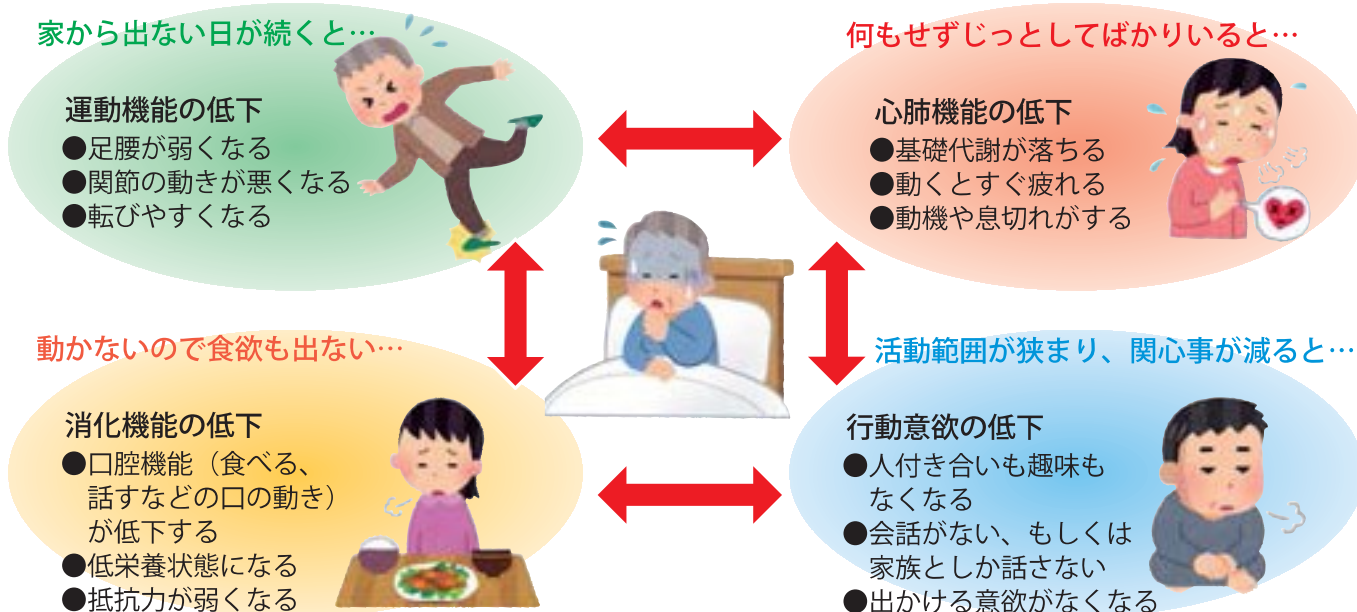 家から出ない日が続くと…
運動機能の低下
●足腰が弱くなる
●関節の動きが悪くなる
●転びやすくなる
何もせずじっとしてばかりいると…
心肺機能の低下
●基礎代謝が落ちる
●動くとすぐ疲れる
●動機や息切れがする
動かないので食欲も出ない…
消化機能の低下
●口腔機能（食べる、
話すなどの口の動き）
が低下する
●低栄養状態になる
●抵抗力が弱くなる
活動範囲が狭まり、関心事が減ると…
行動意欲の低下
●人付き合いも趣味も
なくなる
●会話がない、もしくは
家族としか話さない
●出かける意欲がなくなる